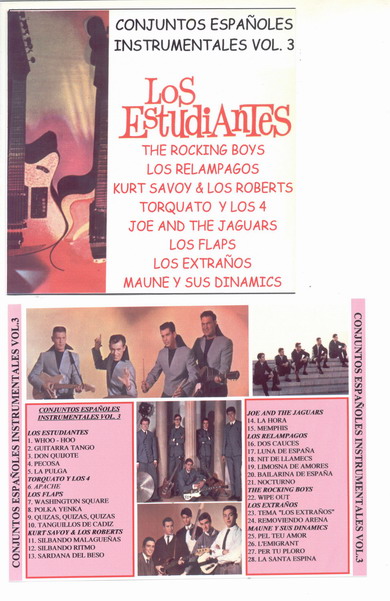 CONJUNTOS ESPAÑOLES
INSTRUMENTALES VOL. 3
LOS
EStudiANtES
THE ROCKING BOYS
LOS RELAMPAGOS
KURT SAVOY & LOS ROBERTS
TORQUATO Y LOS 4
JOE AND THE JAGUARS
LOS FLAPS
LOS EXTRAÑOS
MAUNE Y SUS DINAMICS
CONJUNTOS ESPAÑOLES INSTRUMENTALES VOL.3
CONJUNTOS ESPAÑOLES
INSTRUMENTALES VOL. 3
LOS ESTUDIANTES
1. WHOO - HOO
2. GUITARRA TANGO
3. DON QUIJOTE
4. PECOSA
5. LA PULGA
TORQUATO Y LOS 4
6. APACHE
LOS FLAPS
7. WASHINGTON SQUARE
8. POLKA YENKA
9. QUIZAS, QUIZAS, QUIZAS
10. TANGUILLOS DE CADIZ
KURT SAVOY & LOS ROBERTS
11. SILBANDO MALAGUEÑAS
12. SILBANDO RITMO
13. SARDANA DEL BESO
JOE AND THE JAGUARS
14. LA HORA
15. MEMPHIS
LOS RELAMPAGOS
16. DOS CAUCES
17. LUNA DE ESPAÑA
18. NIT DE LLAMECS
19. LIMOSNA DE AMORES
20. BAILARINA DE ESPAÑA
21. NOCTURNO
THE ROCKING BOYS
22. WIPE OUT
LOS EXTRAÑOS
23. TEMA "LOS EXTRAÑOS"
24. REMOVIENDO ARENA
MAUNE Y SUS DINAMICS
25. PEL TEU AMOR
26. L'EMIGRANT
27. PER TU PLORO
28. LA SANTA ESPINA
CONJUNTOS ESPAÑOLES INSTRUMENTALES VOL.3